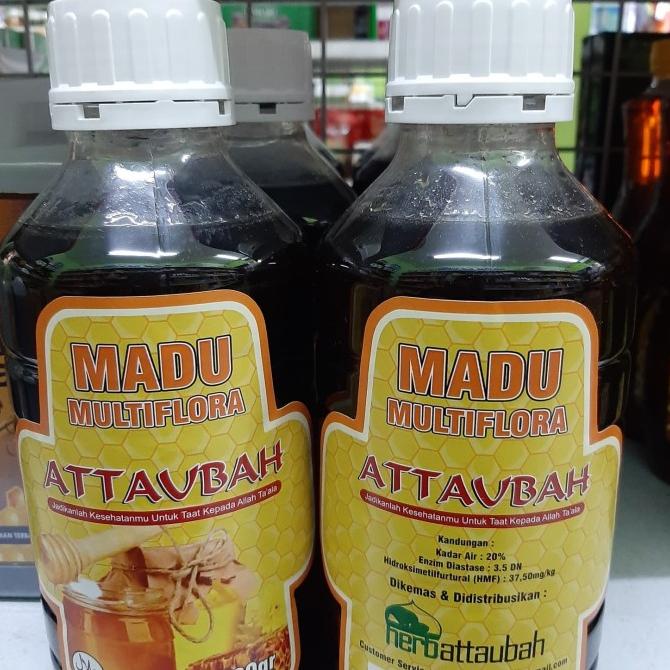 MADU
MULTIFLORA
ATTAUBAH
Jadikanlah Kesehatanmu Untuk Taat Kepada Allah Ta'ala
MADU
MULTIFLORA
ATTAUBAH
Jadikanlah Kesehatanmu Untuk Taat Kepada Allah Ta'ala
Kandungan :
Kadar Air : 20%
Enzim Diastase : 3.5 DN
Hidroksimetilfurtural (HMF) : 37,50mg/kg
Dikemas & Didistribusikan :
herbattaubah
Customer